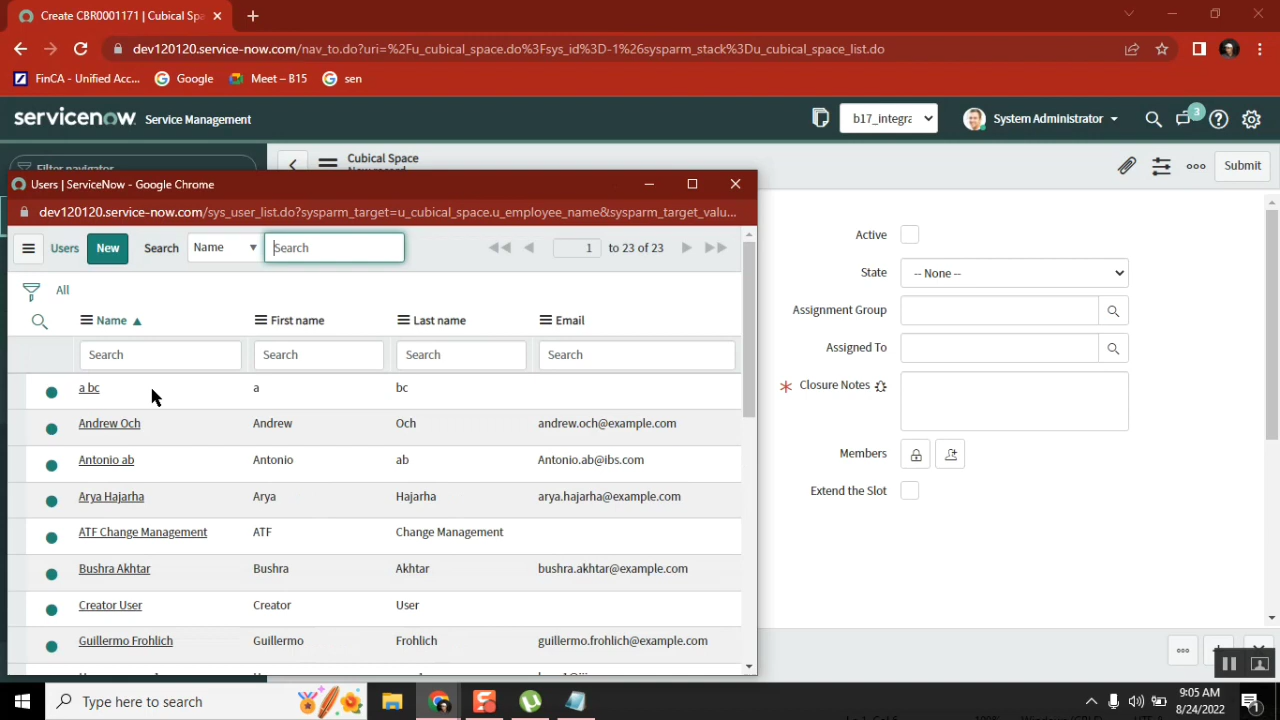 Create CBR0001171 | Cubical Spa
dev120120.service-now.com/nav_to.do?uri=%2Fu_cubical_space.do%3Fsys_id%3D-1%26sysparm_stack%3Du_cubical_space_list.do
FinCA - Unified Acc... Google Meet – B15 sen
servicenow. Service Management b17_integra System Administrator 3
Filter navigator
Cubical Space
New record
Submit
Users | ServiceNow - Google Chrome
dev120120.service-now.com/sys_user_list.do?sysparm_target=u_cubical_space.u_employee_name&sysparm_target_valu...
Users New Search Name Search 1 to 23 of 23
All
Name First name Last name Email
Search Search Search Search
a bc a bc
Andrew Och Andrew Och andrew.och@example.com
Antonio ab Antonio ab Antonio.ab@ibs.com
Arya Hajarha Arya Hajarha arya.hajarha@example.com
ATF Change Management ATF Change Management
Bushra Akhtar Bushra Akhtar bushra.akhtar@example.com
Creator User Creator User
Guillermo Frohlich Guillermo Frohlich guillermo.frohlich@example.com
Active
State -- None --
Assignment Group
Assigned To
Closure Notes
Members
Extend the Slot
Type here to search
9:05 AM
8/24/2022
1